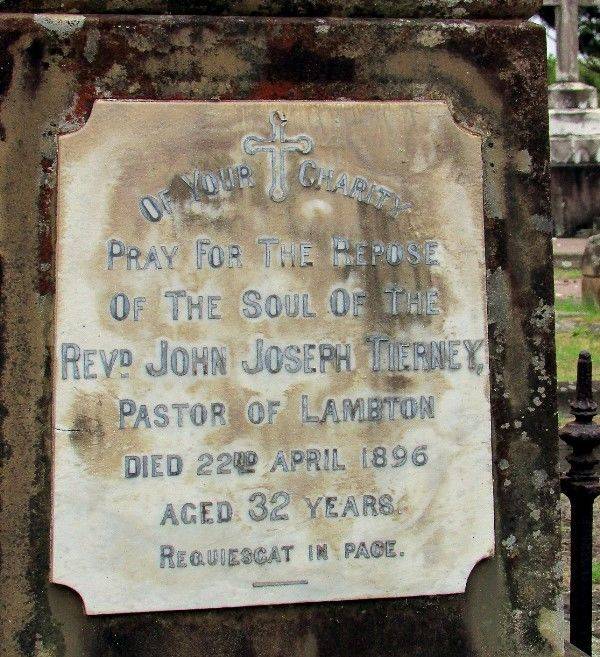 OF YOUR CHARITY
PRAY FOR THE REPOSE
OF THE SOUL OF THE
REVD JOHN JOSEPH TIERNEY,
PASTOR OF LAMBTON
DIED 22ND APRIL 1896
AGED 32 YEARS.
REQUIESCAT IN PACE.